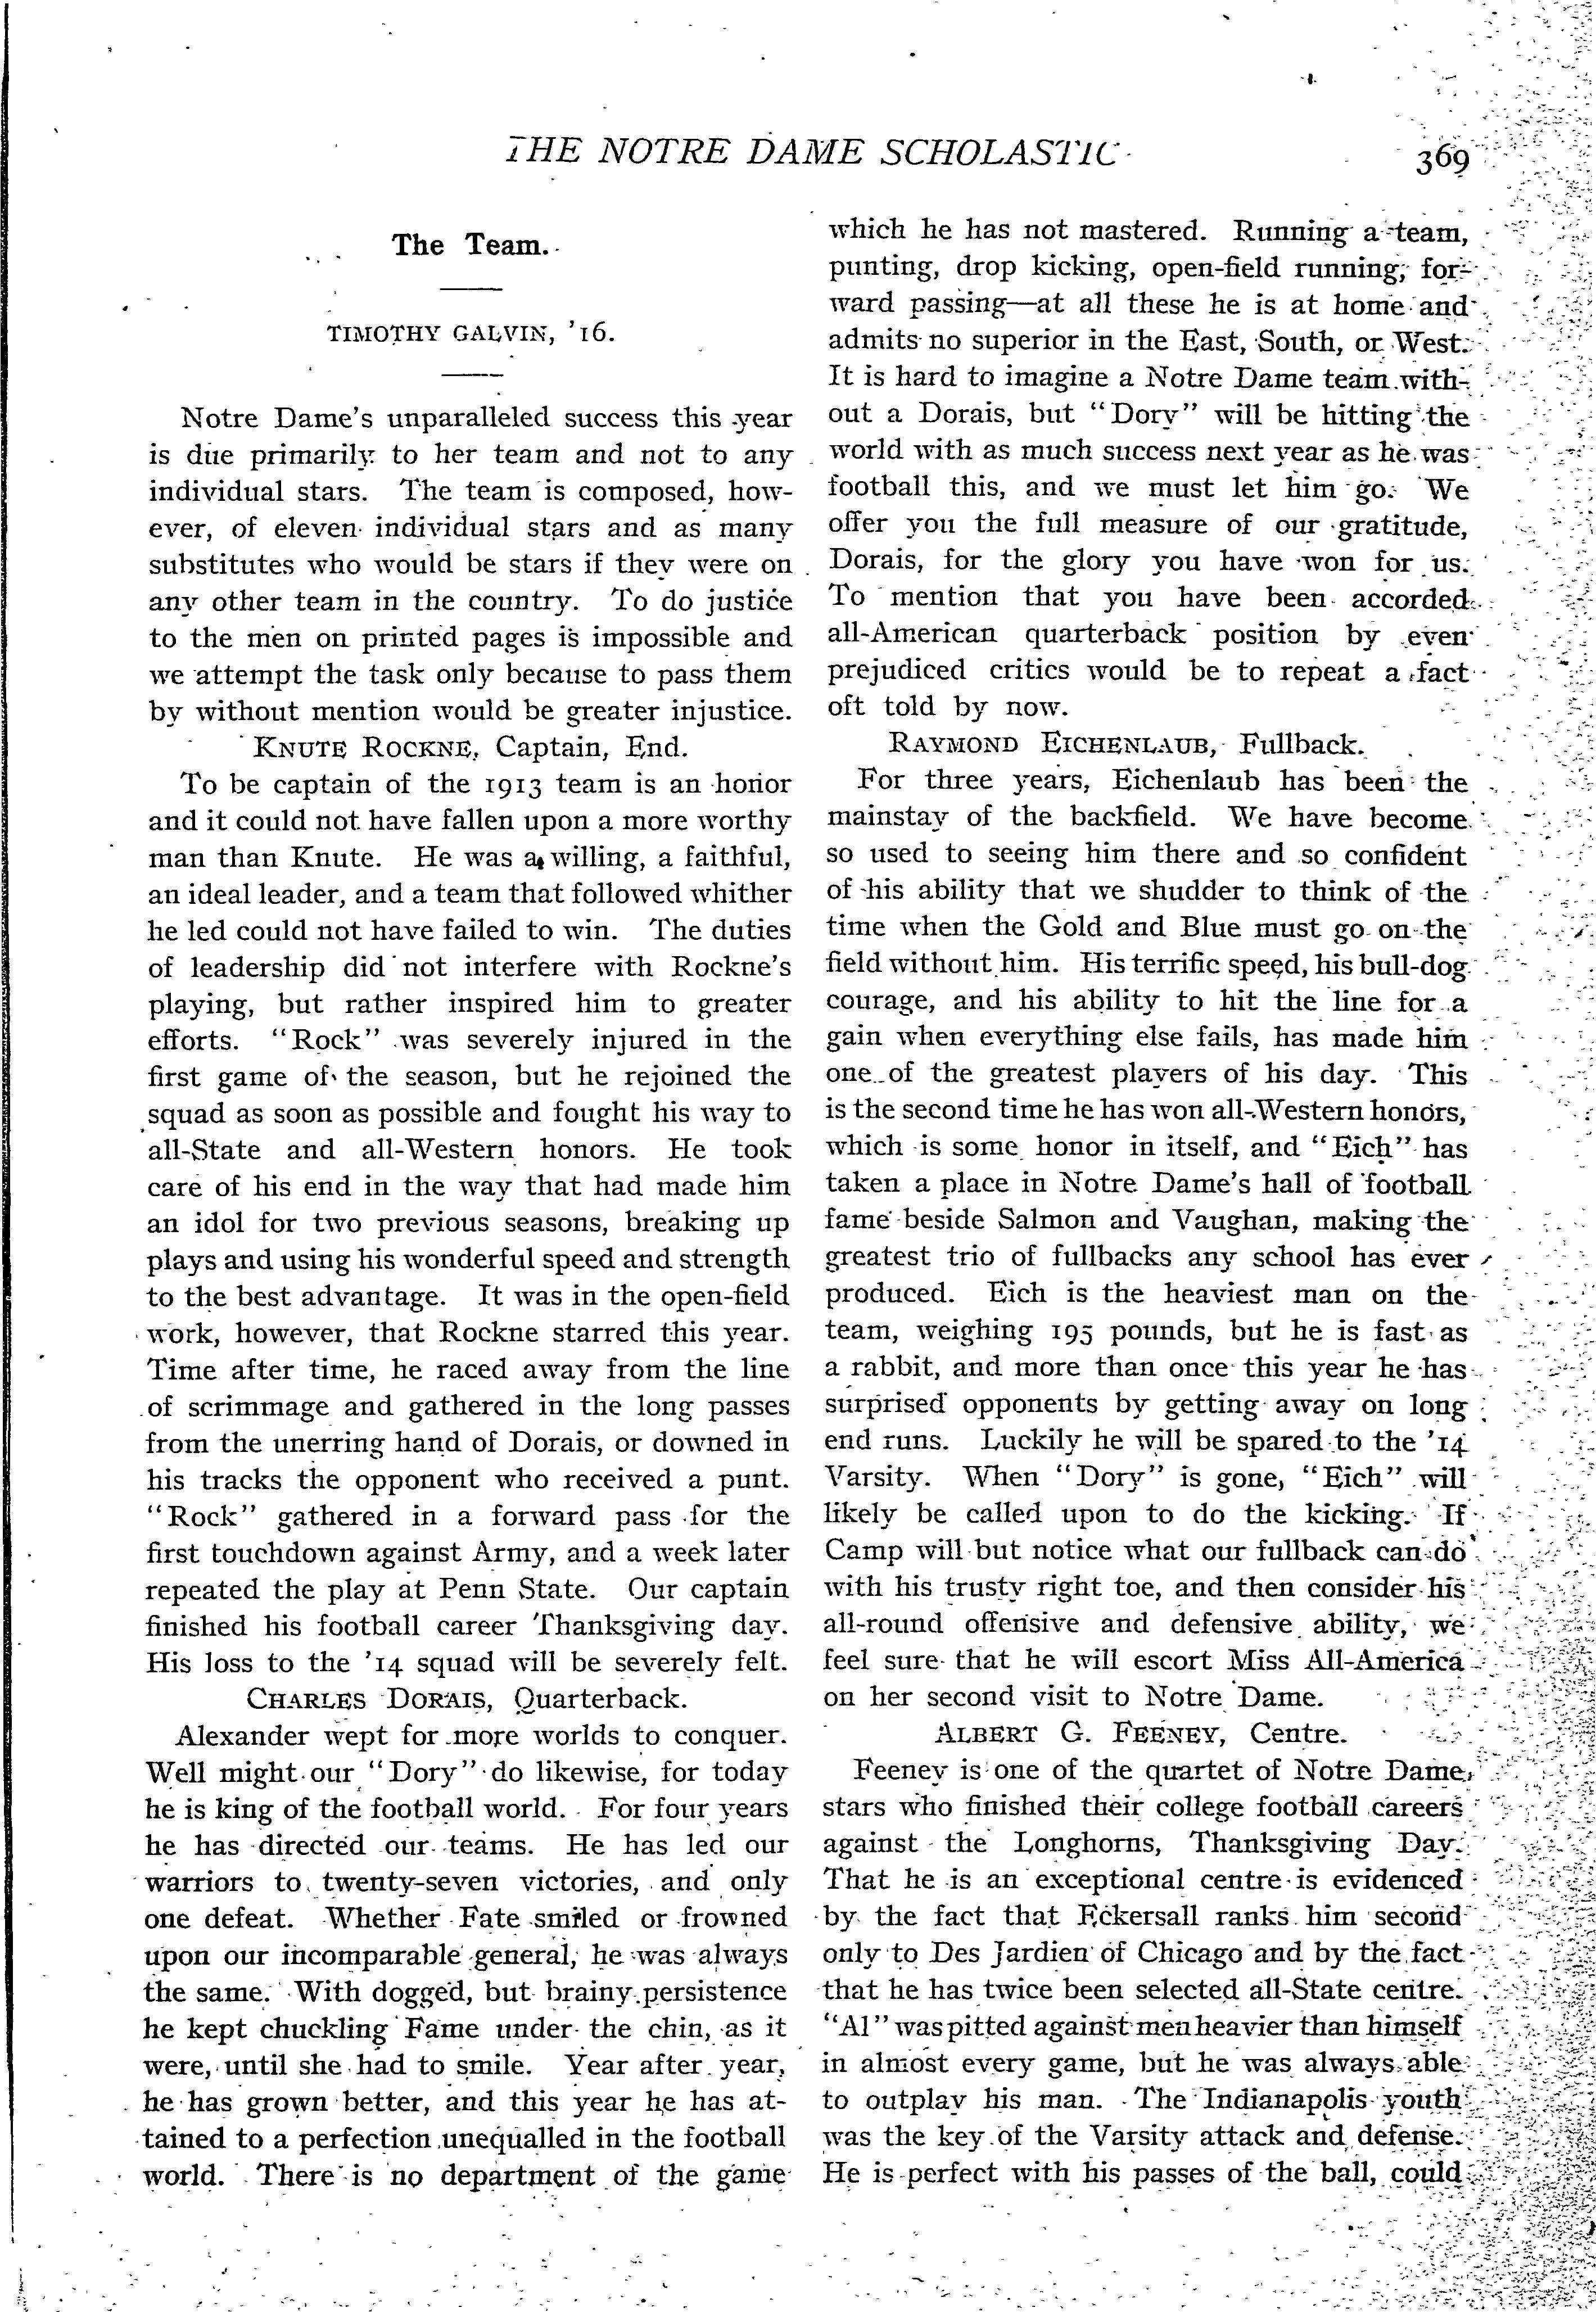 THE NOTRE DAME SCHOLASTIC
369
The Team.
TIMOTHY GALVIN, '16.
Notre Dame's unparalleled success this year
is due primarily to her team and not to any
individual stars. The team is composed, how-
ever, of eleven individual stars and as many
substitutes who would be stars if they were on
any other team in the country. To do justice
to the men on printed pages is impossible and
we attempt the task only because to pass them
by without mention would be greater injustice.
KNUTE ROCKNE, Captain, End.
To be captain of the 1913 team is an honor
and it could not have fallen upon a more worthy
man than Knute. He was a willing, a faithful,
an ideal leader, and a team that followed whither
he led could not have failed to win. The duties
of leadership did not interfere with Rockne's
playing, but rather inspired him to greater
efforts. "Rock" was severely injured in the
first game of the season, but he rejoined the
squad as soon as possible and fought his way to
all-State and all-Western honors. He took
care of his end in the way that had made him
an idol for two previous seasons, breaking up
plays and using his wonderful speed and strength
to the best advantage. It was in the open-field
work, however, that Rockne starred this year.
Time after time, he raced away from the line
of scrimmage and gathered in the long passes
from the unerring hand of Dorais, or downed in
his tracks the opponent who received a punt.
"Rock" gathered in a forward pass for the
first touchdown against Army, and a week later
repeated the play at Penn State. Our captain
finished his football career Thanksgiving day.
His loss to the '14 squad will be severely felt.
CHARLES DORAIS, Quarterback.
Alexander wept for more worlds to conquer.
Well might our "Dory" do likewise, for today
he is king of the football world. For four years
he has directed our teams. He has led our
warriors to twenty-seven victories, and only
one defeat. Whether Fate smiled or frowned
upon our incomparable general, he was always
the same. With dogged, but brainy persistence
he kept chuckling Fame under the chin, as it
were, until she had to smile. Year after year,
he has grown better, and this year he has at-
tained to a perfection unequalled in the football
world. There is no department of the game
which he has not mastered. Running a team,
punting, drop kicking, open-field running, for-
ward passing—at all these he is at home and
admits no superior in the East, South, or West.
It is hard to imagine a Notre Dame team with-
out a Dorais, but "Dory" will be hitting the
world with as much success next year as he was
football this, and we must let him go. We
offer you the full measure of our gratitude,
Dorais, for the glory you have won for us.
To mention that you have been accorded
all-American quarterback position by even
prejudiced critics would be to repeat a fact
oft told by now.
RAYMOND EICHENLAUB, Fullback.
For three years, Eichenlaub has been the
mainstay of the backfield. We have become
so used to seeing him there and so confident
of his ability that we shudder to think of the
time when the Gold and Blue must go on the
field without him. His terrific speed, his bull-dog
courage, and his ability to hit the line for a
gain when everything else fails, has made him
one of the greatest players of his day. This
is the second time he has won all-Western honors,
which is some honor in itself, and "Eich" has
taken a place in Notre Dame's hall of football
fame beside Salmon and Vaughan, making the
greatest trio of fullbacks any school has ever
produced. Eich is the heaviest man on the
team, weighing 195 pounds, but he is fast as
a rabbit, and more than once this year he has
surprised opponents by getting away on long
end runs. Luckily he will be spared to the '14
Varsity. When "Dory" is gone, "Eich" will
likely be called upon to do the kicking. If
Camp will but notice what our fullback can do
with his trusty right toe, and then consider his
all-round offensive and defensive ability, we
feel sure that he will escort Miss All-America
on her second visit to Notre Dame.
ALBERT G. FEENEY, Centre.
Feeney is one of the quartet of Notre Dame
stars who finished their college football careers
against the Longhorns, Thanksgiving Day.
That he is an exceptional centre is evidenced
by the fact that Eckersall ranks him second
only to Des Jardien of Chicago and by the fact
that he has twice been selected all-State centre.
"Al" was pitted against men heavier than himself
in almost every game, but he was always able
to outplay his man. The Indianapolis youth
was the key of the Varsity attack and defense.
He is perfect with his passes of the ball, could